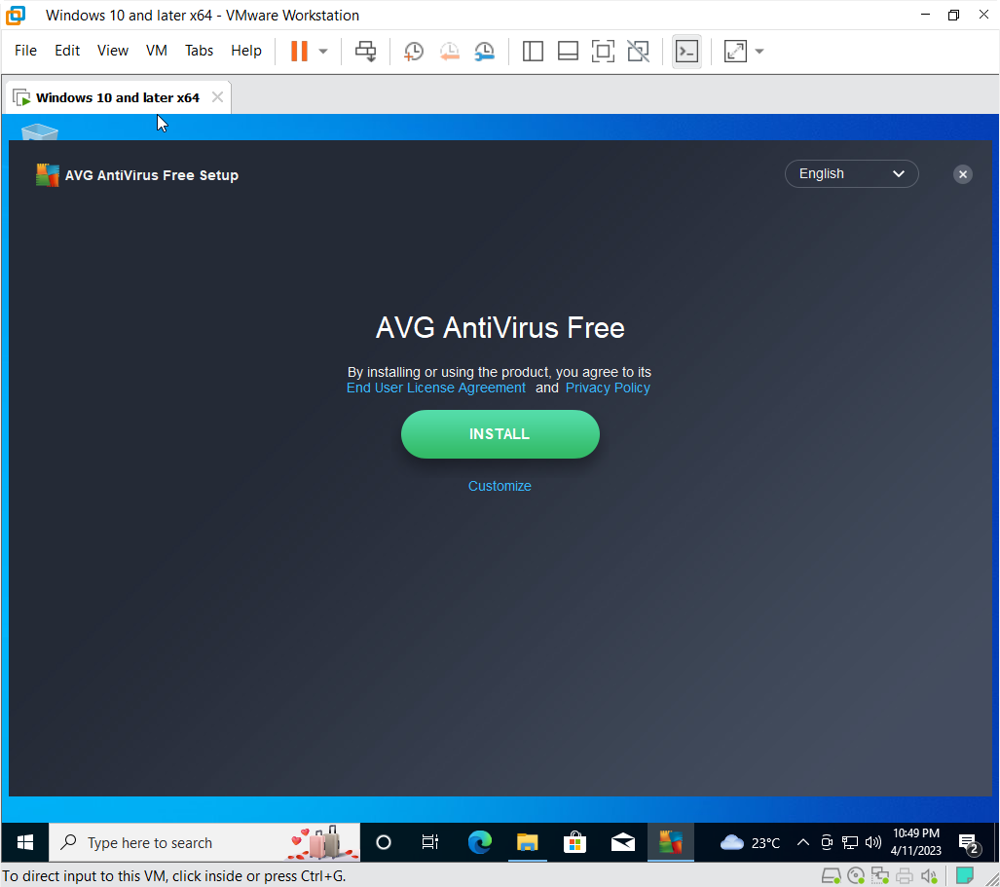 Windows 10 and later x64 - VMware Workstation
File Edit View VM Tabs Help
Windows 10 and later x64
AVG AntiVirus Free Setup
English
AVG AntiVirus Free
By installing or using the product, you agree to its
End User License Agreement and Privacy Policy
INSTALL
Customize
Type here to search
23°C
10:49 PM
4/11/2023
2
To direct input to this VM, click inside or press Ctrl+G.